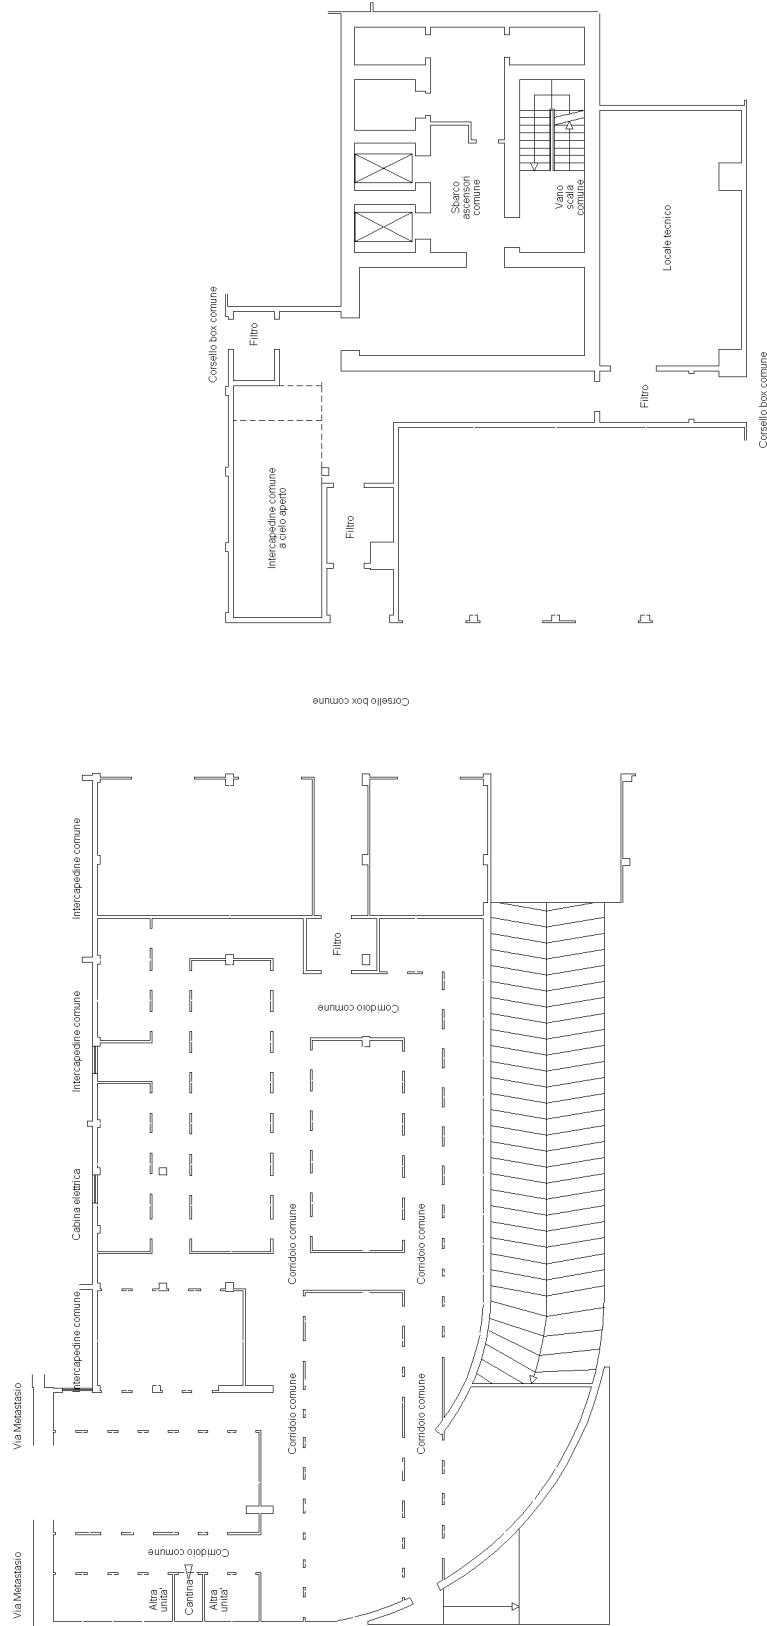 Sbarco
ascensori
comune
Vano
scala
comune
Locale tecnico
Corsello box comune
Filtro
Corsello box comune
Filtro
Intercapedine comune
a cielo aperto
Filtro
Corsello box comune
Intercapedine comune
Filtro
Corridoio comune
Intercapedine comune
Cabina elettrica
Corridoio comune
Corridoio comune
Intercapedine comune
Via Metastasio
Corridoio comune
Corridoio comune
Via Metastasio
Corridoio comune
Altra
unita'
Cantina
Altra
unita'